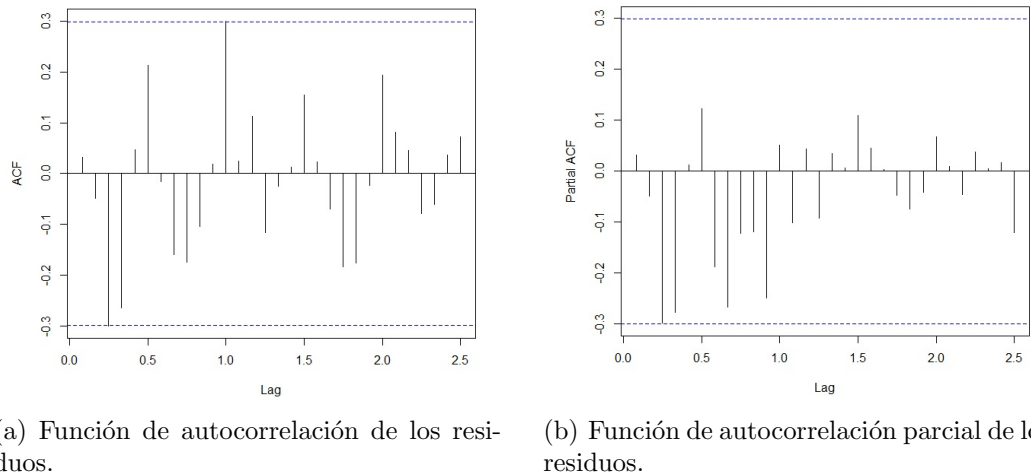 0.3
0.2
0.1
0.0
-0.1
-0.2
-0.3
ACF
0.0 0.5 1.0 1.5 2.0 2.5
Lag
(a) Función de autocorrelación de los resi-
duos.
0.3
0.2
0.1
0.0
-0.1
-0.2
-0.3
Partial ACF
0.0 0.5 1.0 1.5 2.0 2.5
Lag
(b) Función de autocorrelación parcial de lo
residuos.